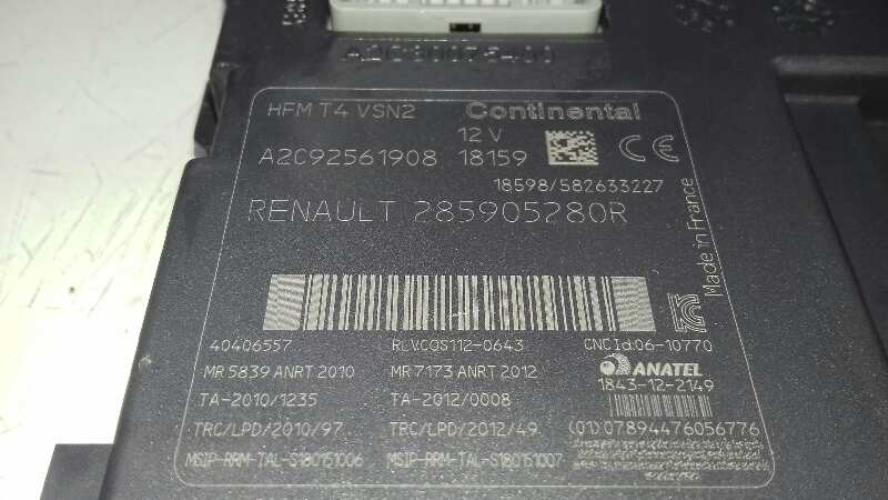 A2C80079400
HFM T4 VSN2 Continental
12 V
A2C92561908 18159 CE
18598/582633227
RENAULT 285905280R
Made in France
40406557 CNC Id:06-10770
MR 5839 ANRT 2010 MR 7173 ANRT 2012 ANATEL
1843-12-2149
TA-2010/1235 TA-2012/0008
TRC/LPD/2010/97 TRC/LPD/2012/49 (01)07894476056776
MSIP-RRM-TAL-S180151006 MSIP-RRM-TAL-S180151007